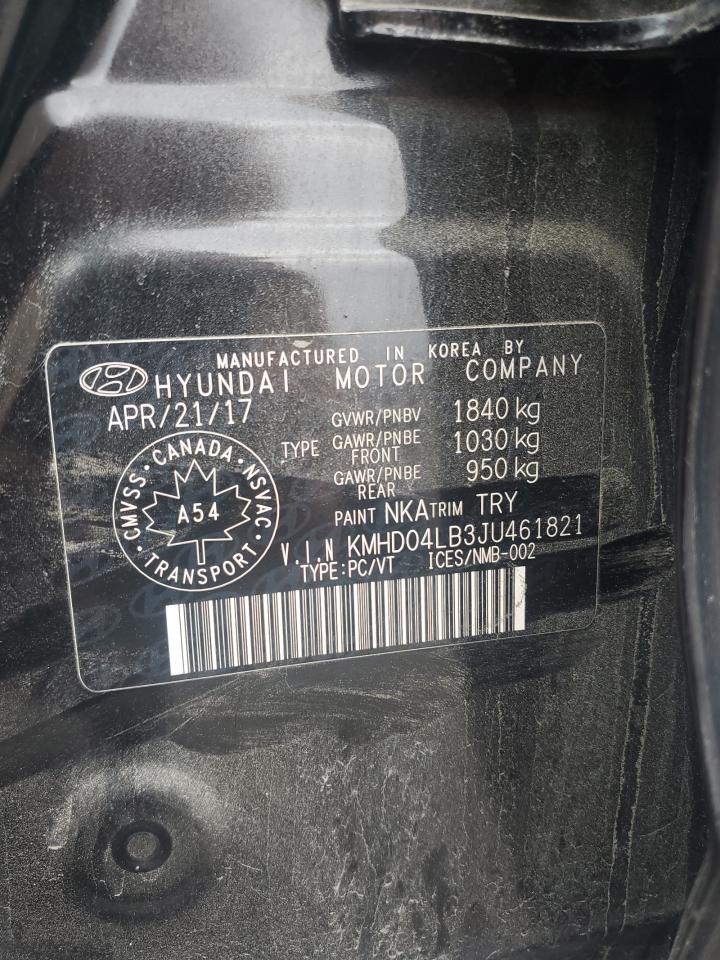 MANUFACTURED IN KOREA BY
HYUNDAI MOTOR COMPANY
APR/21/17
GVWR/PNBV 1840 kg
TYPE GAWR/PNBE FRONT 1030 kg
GAWR/PNBE REAR 950 kg
PAINT NKA TRIM TRY
CMVSS · CANADA · NSVAC · TRANSPORT
A54
V.I.N KMHD04LB3JU461821
TYPE:PC/VT ICES/NMB-002